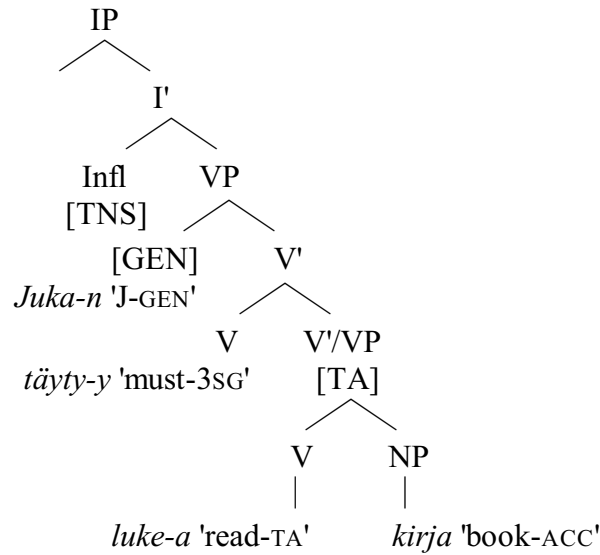 IP
I'
Infl VP
[TNS]
[GEN] V'
Juka-n 'J-GEN'
V V'/VP
täyty-y 'must-3SG' [TA]
V NP
luke-a 'read-TA' kirja 'book-ACC'